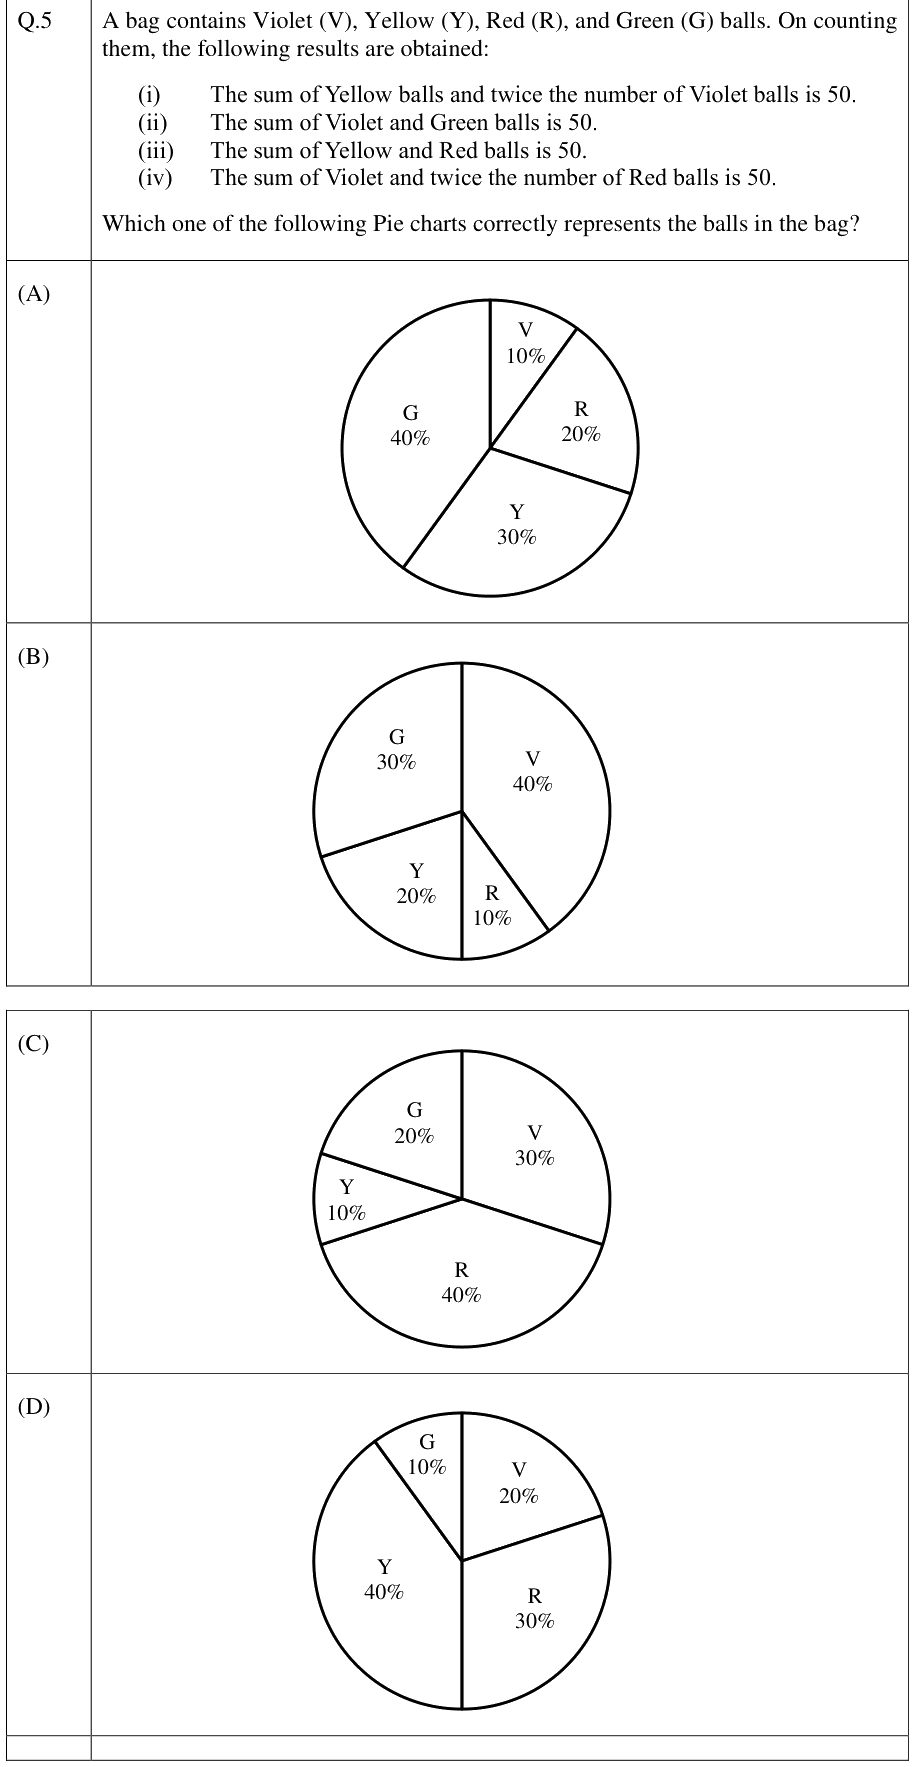 Q.5
A bag contains Violet (V), Yellow (Y), Red (R), and Green (G) balls. On counting
them, the following results are obtained:
(i) The sum of Yellow balls and twice the number of Violet balls is 50.
(ii) The sum of Violet and Green balls is 50.
(iii) The sum of Yellow and Red balls is 50.
(iv) The sum of Violet and twice the number of Red balls is 50.
Which one of the following Pie charts correctly represents the balls in the bag?
(A)
V
10%
R
20%
Y
30%
G
40%
(B)
V
40%
R
10%
Y
20%
G
30%
(C)
V
30%
R
40%
Y
10%
G
20%
(D)
V
20%
R
30%
Y
40%
G
10%